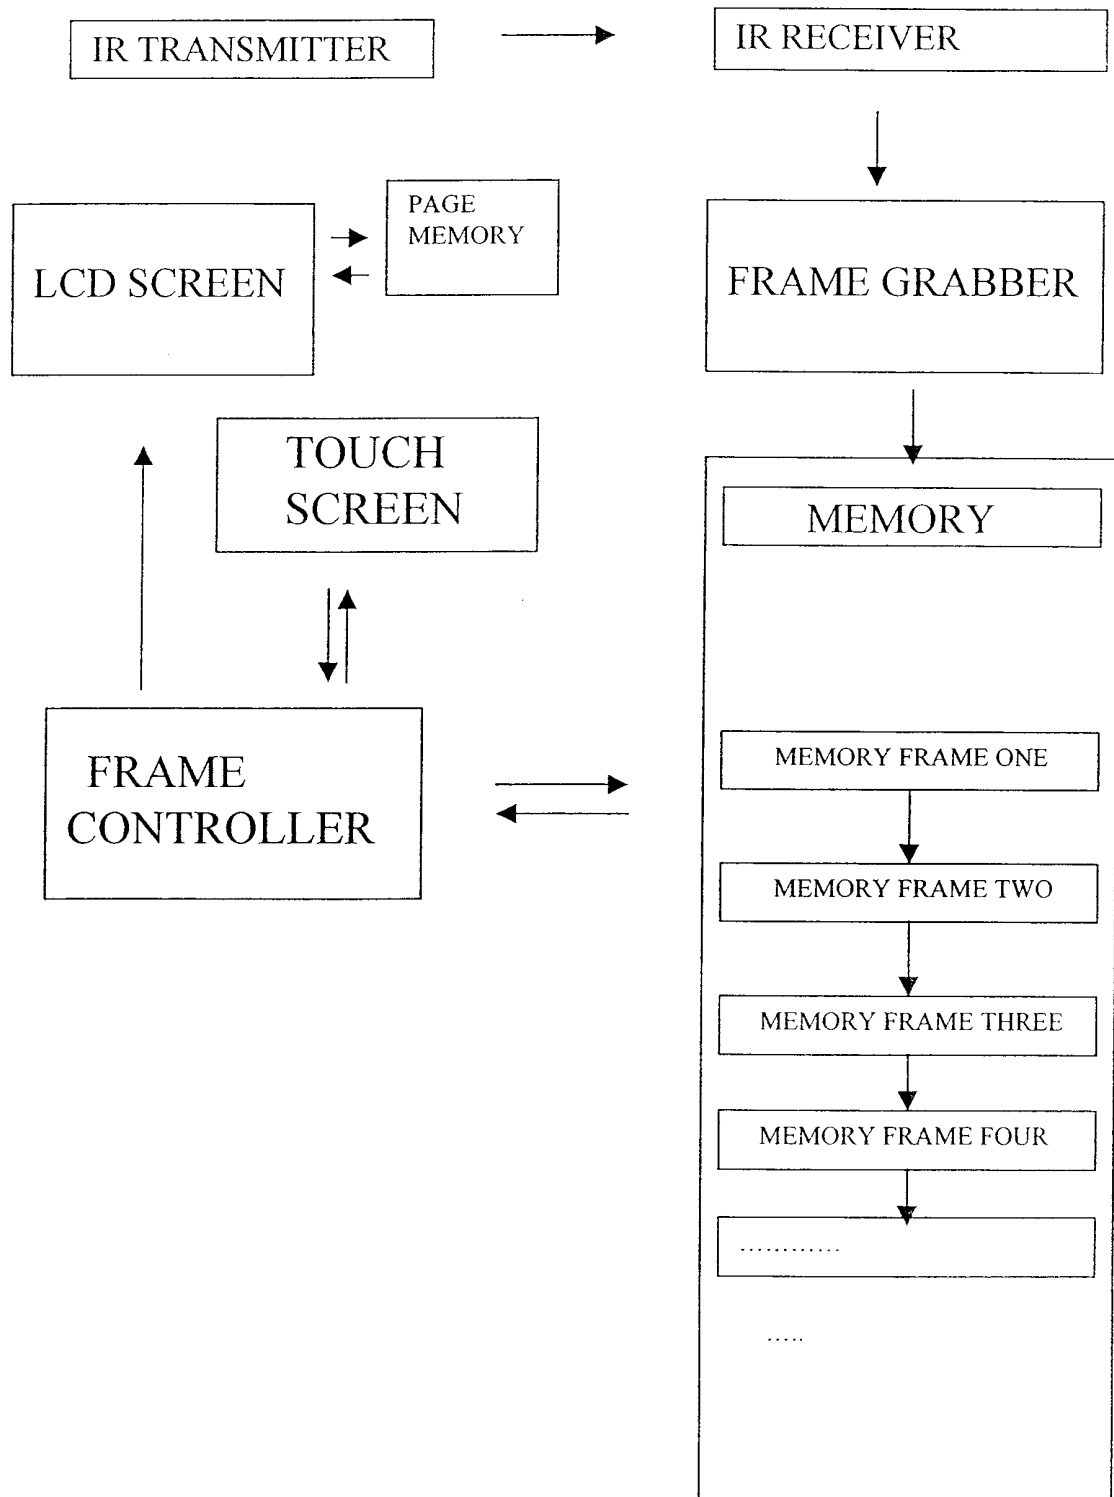 IR TRANSMITTER
IR RECEIVER
PAGE
MEMORY
LCD SCREEN
FRAME GRABBER
TOUCH
SCREEN
MEMORY
FRAME
CONTROLLER
MEMORY FRAME ONE
MEMORY FRAME TWO
MEMORY FRAME THREE
MEMORY FRAME FOUR
............
.....